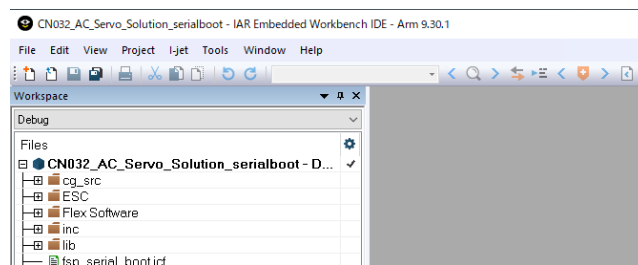 CN032_AC_Servo_Solution_serialboot - IAR Embedded Workbench IDE - Arm 9.30.1
File Edit View Project I-jet Tools Window Help
Workspace
Debug
Files
CN032_AC_Servo_Solution_serialboot - D...
cg_src
ESC
Flex Software
inc
lib
fsp_serial_boot.icf